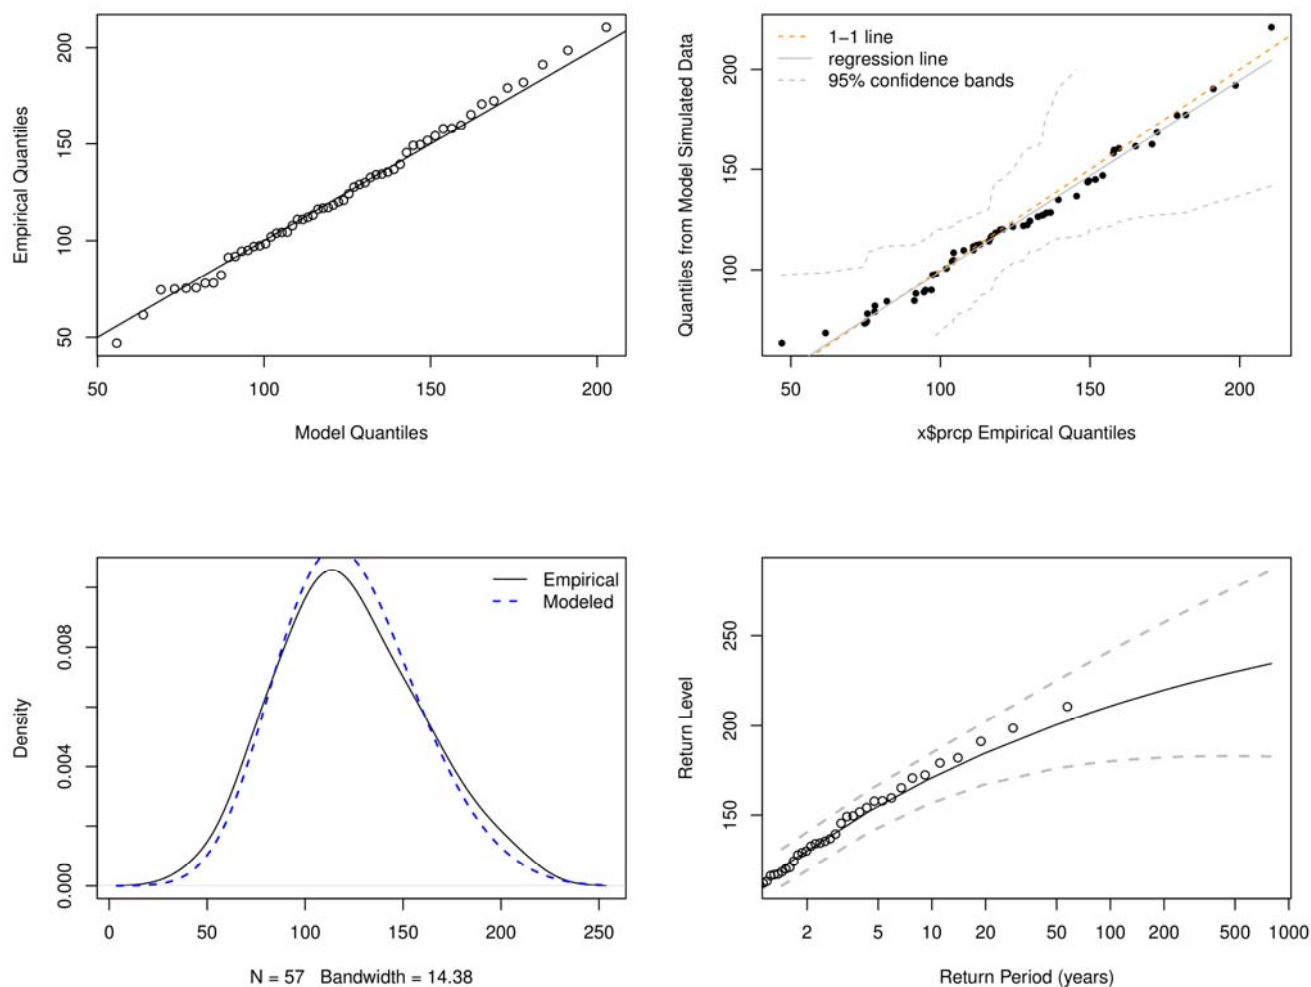 200
150
100
50
Empirical Quantiles
50
100
150
200
Model Quantiles
1−1 line
regression line
95% confidence bands
200
150
100
Quantiles from Model Simulated Data
50
100
150
200
x$prcp Empirical Quantiles
Empirical
Modeled
0.008
0.004
0.000
Density
0
50
100
150
200
250
N = 57 Bandwidth = 14.38
250
200
150
Return Level
2
5
10
20
50
100
200
500
1000
Return Period (years)